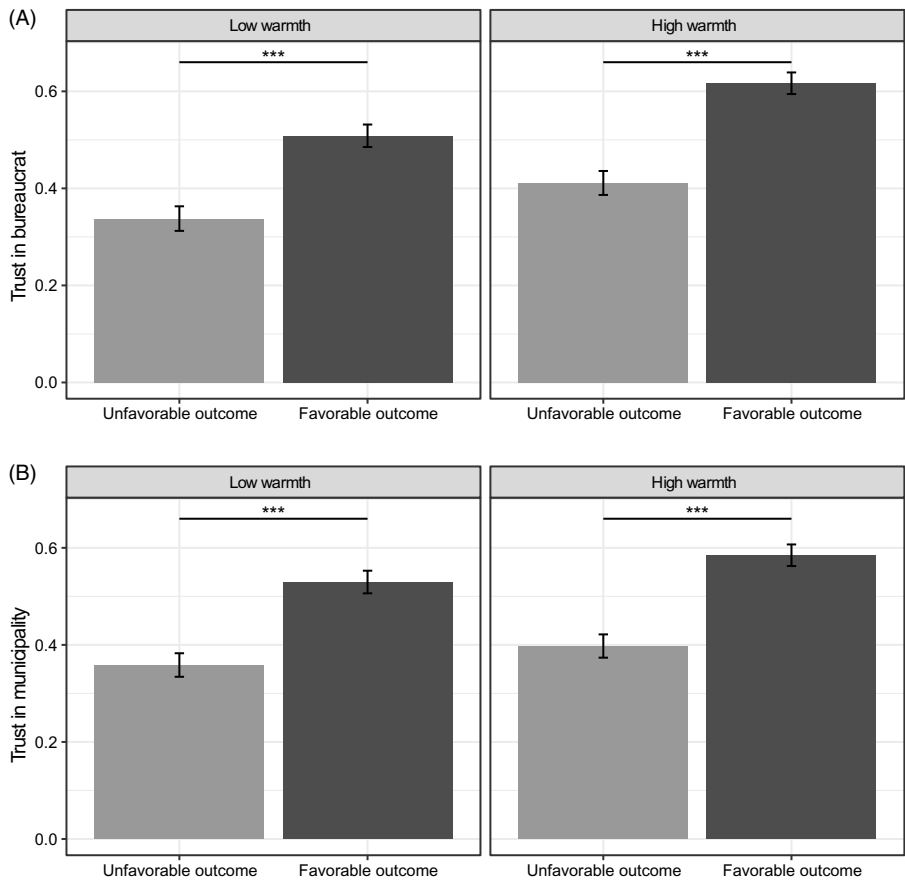 (A)
Low warmth
High warmth
***
***
Trust in bureaucrat
0.6
0.4
0.2
0.0
Unfavorable outcome
Favorable outcome
Unfavorable outcome
Favorable outcome
(B)
Low warmth
High warmth
***
***
Trust in municipality
0.6
0.4
0.2
0.0
Unfavorable outcome
Favorable outcome
Unfavorable outcome
Favorable outcome